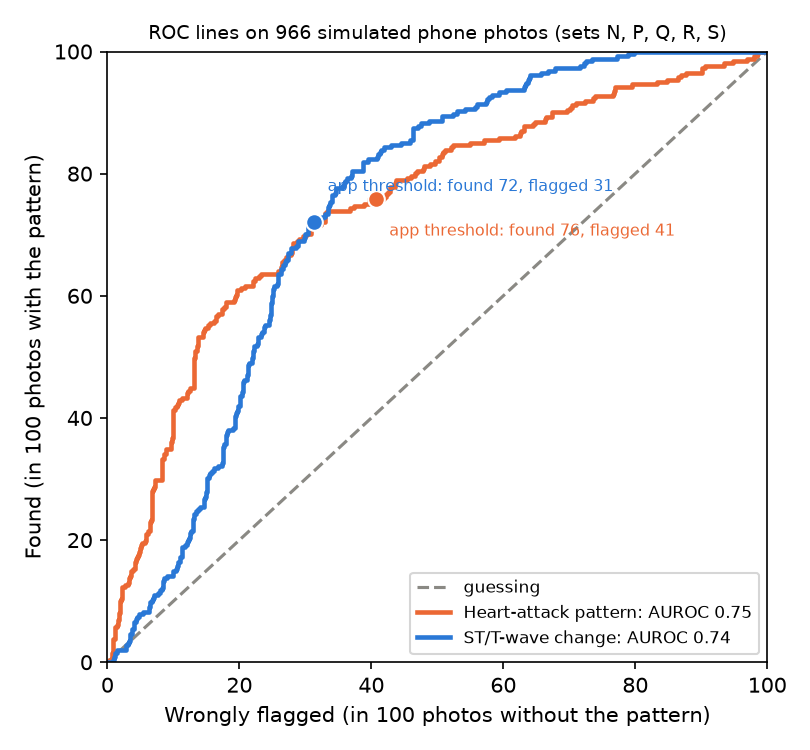 ROC lines on 966 simulated phone photos (sets N, P, Q, R, S)
Found (in 100 photos with the pattern)
100
80
60
40
20
0
app threshold: found 72, flagged 31
app threshold: found 76, flagged 41
guessing
Heart-attack pattern: AUROC 0.75
ST/T-wave change: AUROC 0.74
0 20 40 60 80 100
Wrongly flagged (in 100 photos without the pattern)